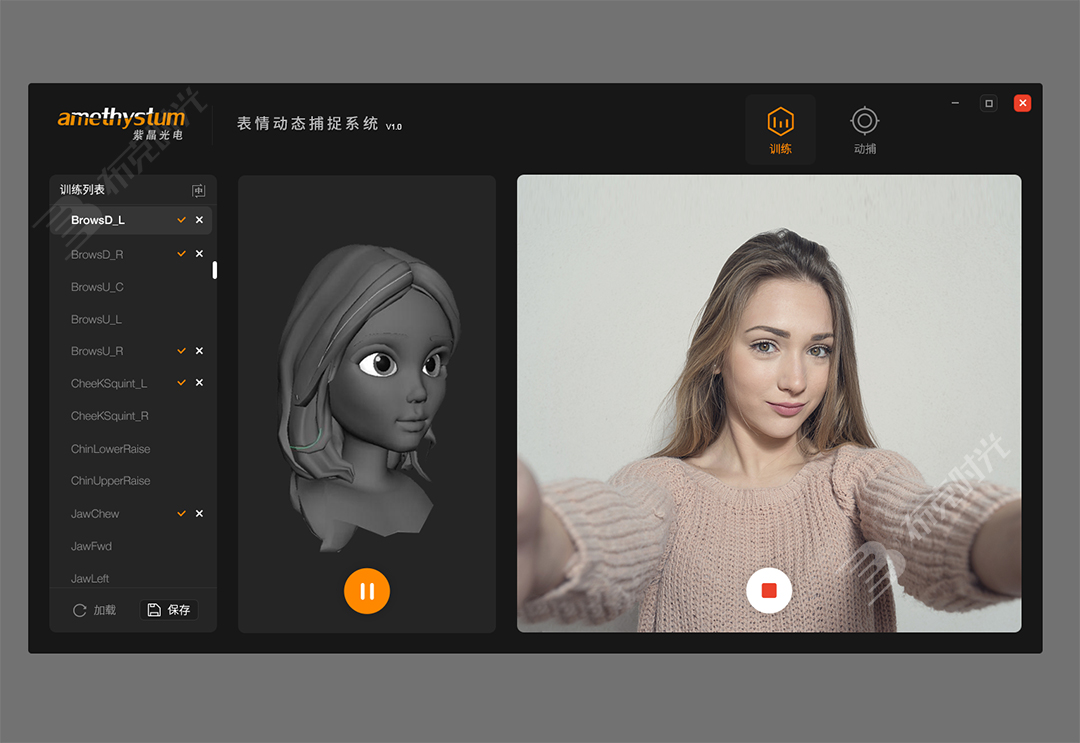 amethystum
紫晶光电
表情动态捕捉系统 V1.0
训练
动捕
训练列表
中
BrowsD_L
BrowsD_R
BrowsU_C
BrowsU_L
BrowsU_R
CheeKSquint_L
CheeKSquint_R
ChinLowerRaise
ChinUpperRaise
JawChew
JawFwd
JawLeft
加载
保存
布克时光
布克时光